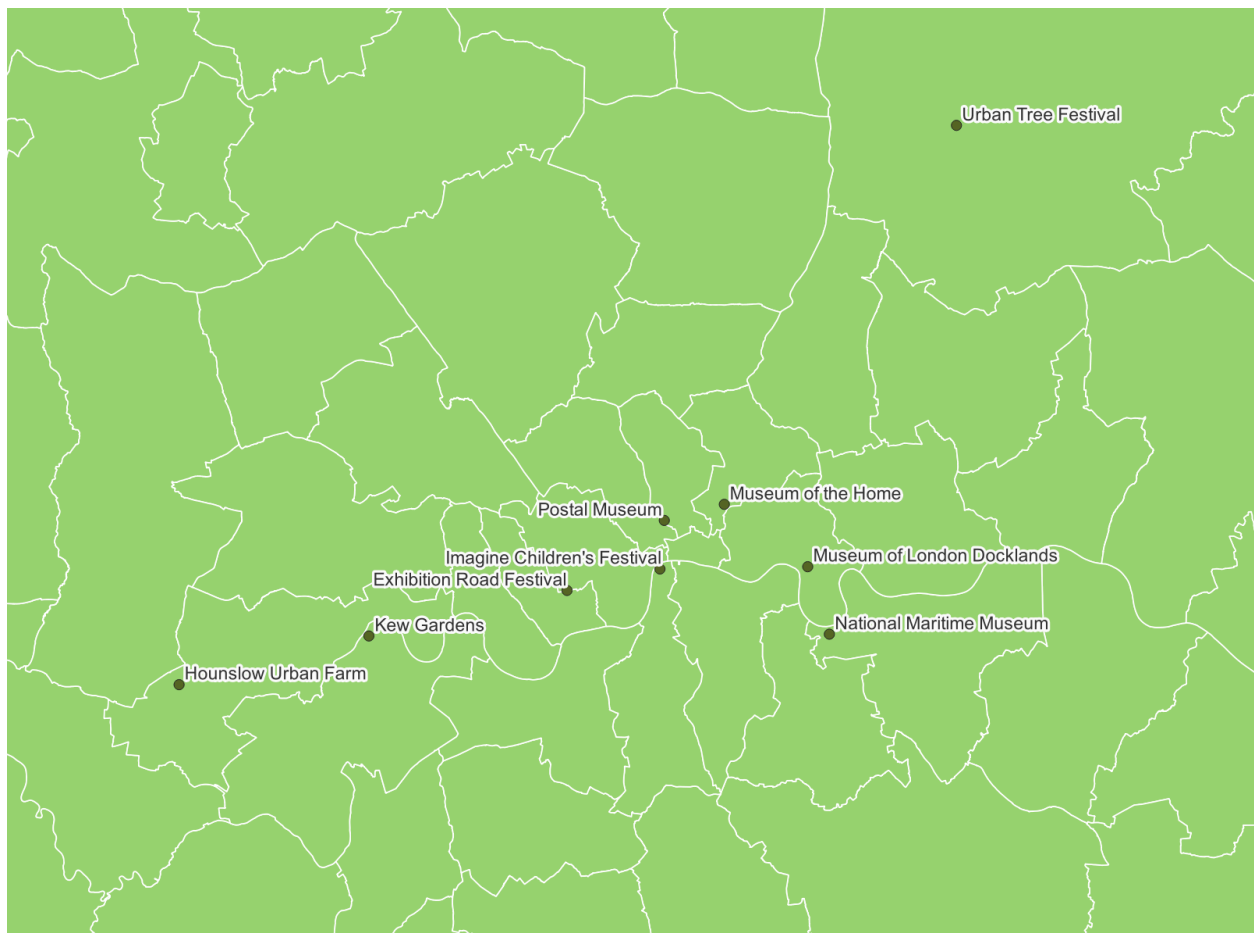 Urban Tree Festival
Museum of the Home
Postal Museum
Imagine Children's Festival
Museum of London Docklands
Exhibition Road Festival
Kew Gardens
National Maritime Museum
Hounslow Urban Farm